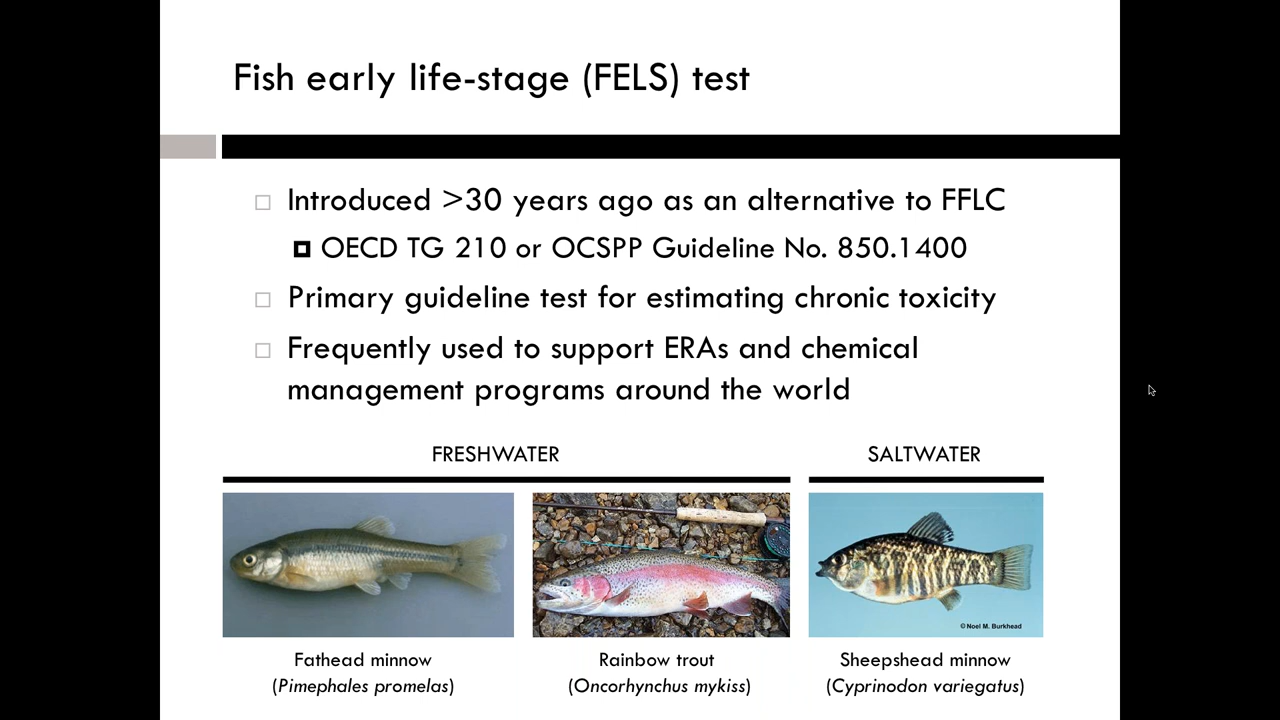 Fish early life-stage (FELS) test
Introduced >30 years ago as an alternative to FFLC
OECD TG 210 or OCSPP Guideline No. 850.1400
Primary guideline test for estimating chronic toxicity
Frequently used to support ERAs and chemical
management programs around the world
FRESHWATER
SALTWATER
© Noel M. Burkhead
Fathead minnow
(Pimephales promelas)
Rainbow trout
(Oncorhynchus mykiss)
Sheepshead minnow
(Cyprinodon variegatus)